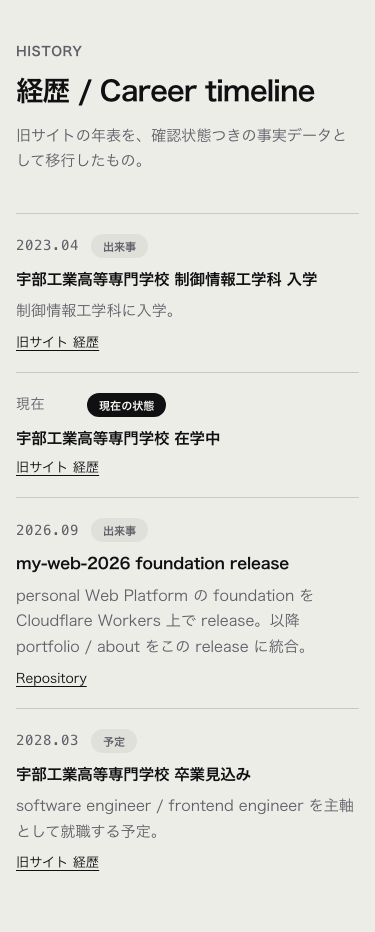 HISTORY
経歴 / Career timeline
旧サイトの年表を、確認状態つきの事実データと
して移行したもの。
2023.04 出来事
宇部工業高等専門学校 制御情報工学科 入学
制御情報工学科に入学。
旧サイト 経歴
現在 現在の状態
宇部工業高等専門学校 在学中
旧サイト 経歴
2026.09 出来事
my-web-2026 foundation release
personal Web Platform の foundation を
Cloudflare Workers 上で release。以降
portfolio / about をこの release に統合。
Repository
2028.03 予定
宇部工業高等専門学校 卒業見込み
software engineer / frontend engineer を主軸
として就職する予定。
旧サイト 経歴